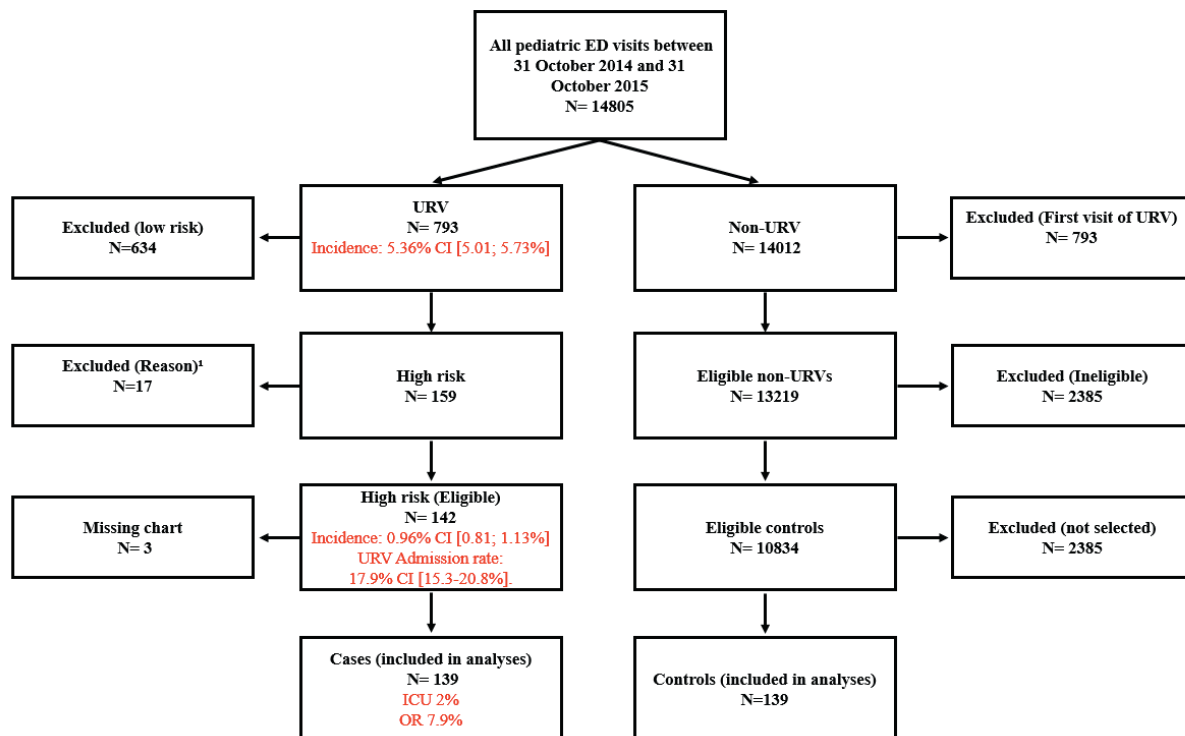 All pediatric ED visits between
31 October 2014 and 31
October 2015
N= 14805
URV
N= 793
Incidence: 5.36% CI [5.01; 5.73%]
Excluded (low risk)
N=634
Non-URV
N= 14012
Excluded (First visit of URV)
N= 793
Excluded (Reason)¹
N=17
High risk
N= 159
Eligible non-URVs
N= 13219
Excluded (Ineligible)
N= 2385
Missing chart
N= 3
High risk (Eligible)
N= 142
Incidence: 0.96% CI [0.81; 1.13%]
URV Admission rate:
17.9% CI [15.3-20.8%].
Eligible controls
N= 10834
Excluded (not selected)
N= 2385
Cases (included in analyses)
N= 139
ICU 2%
OR 7.9%
Controls (included in analyses)
N=139